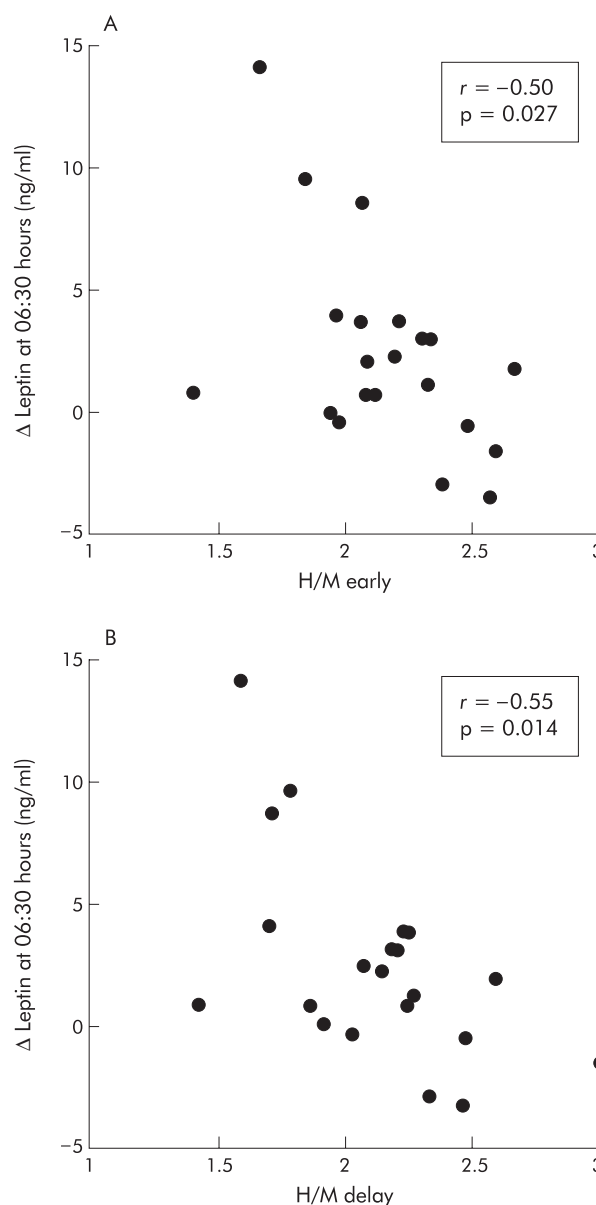 A
15
r = −0.50
p = 0.027
10
5
0
−5
Δ Leptin at 06:30 hours (ng/ml)
1
1.5
2
2.5
3
H/M early
B
15
r = −0.55
p = 0.014
10
5
0
−5
Δ Leptin at 06:30 hours (ng/ml)
1
1.5
2
2.5
3
H/M delay